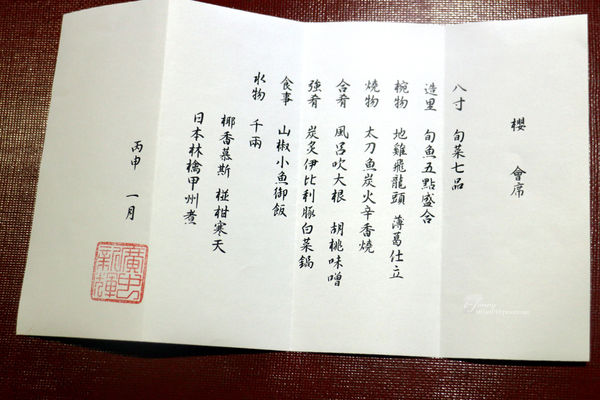 櫻 會席
八寸 旬菜七品
造里 旬魚五點盛合
椀物 地雞飛龍頭 薄葛仕立
燒物 太刀魚炭火辛香燒
合肴 風呂吹大根 胡桃味噌
強肴 炭炙伊比利豚白菜鍋
食事 山椒小魚御飯
水物 千兩
椰香慕斯 椪柑寒天
日本林檎甲州煮
丙申 一月